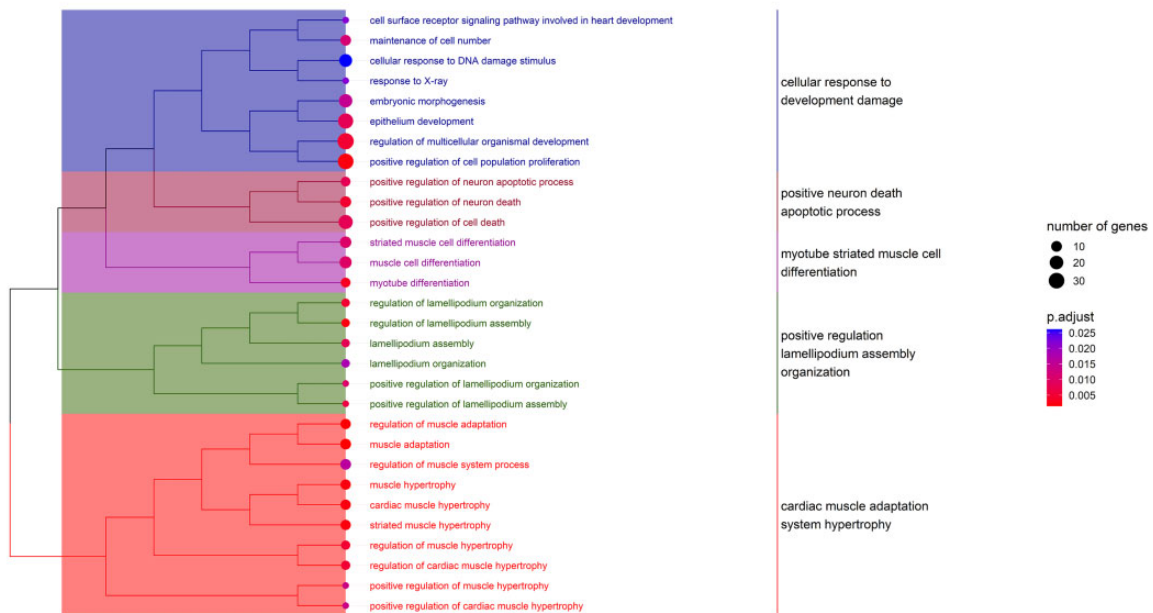 cell surface receptor signaling pathway involved in heart development
maintenance of cell number
cellular response to DNA damage stimulus
response to X-ray
embryonic morphogenesis
epithelium development
regulation of multicellular organismal development
positive regulation of cell population proliferation
positive regulation of neuron apoptotic process
positive regulation of neuron death
positive regulation of cell death
striated muscle cell differentiation
muscle cell differentiation
myotube differentiation
regulation of lamellipodium organization
regulation of lamellipodium assembly
lamellipodium assembly
lamellipodium organization
positive regulation of lamellipodium organization
positive regulation of lamellipodium assembly
regulation of muscle adaptation
muscle adaptation
regulation of muscle system process
muscle hypertrophy
cardiac muscle hypertrophy
striated muscle hypertrophy
regulation of muscle hypertrophy
regulation of cardiac muscle hypertrophy
positive regulation of muscle hypertrophy
positive regulation of cardiac muscle hypertrophy
cellular response to
development damage
positive neuron death
apoptotic process
myotube striated muscle cell
differentiation
positive regulation
lamellipodium assembly
organization
cardiac muscle adaptation
system hypertrophy
number of genes
10
20
30
p.adjust
0.025
0.020
0.015
0.010
0.005